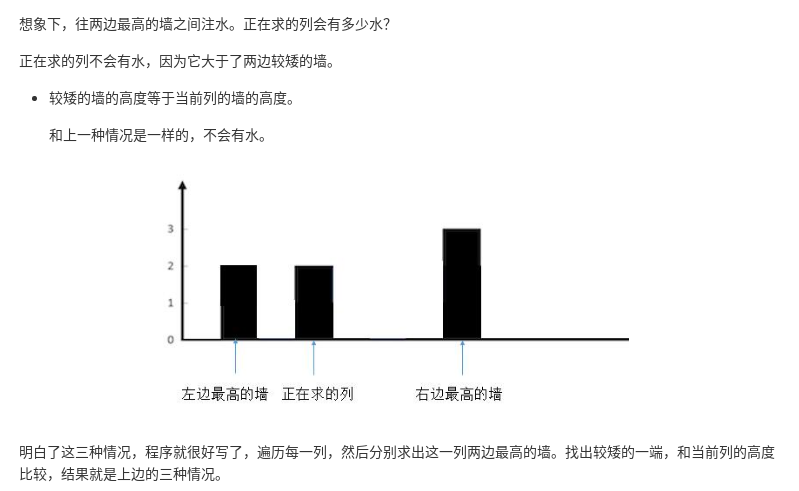 想象下，往两边最高的墙之间注水。正在求的列会有多少水？
正在求的列不会有水，因为它大于了两边较矮的墙。
• 较矮的墙的高度等于当前列的墙的高度。
和上一种情况是一样的，不会有水。
3
2
1
0
左边最高的墙 正在求的列 右边最高的墙
明白了这三种情况，程序就很好写了，遍历每一列，然后分别求出这一列两边最高的墙。找出较矮的一端，和当前列的高度
比较，结果就是上边的三种情况。